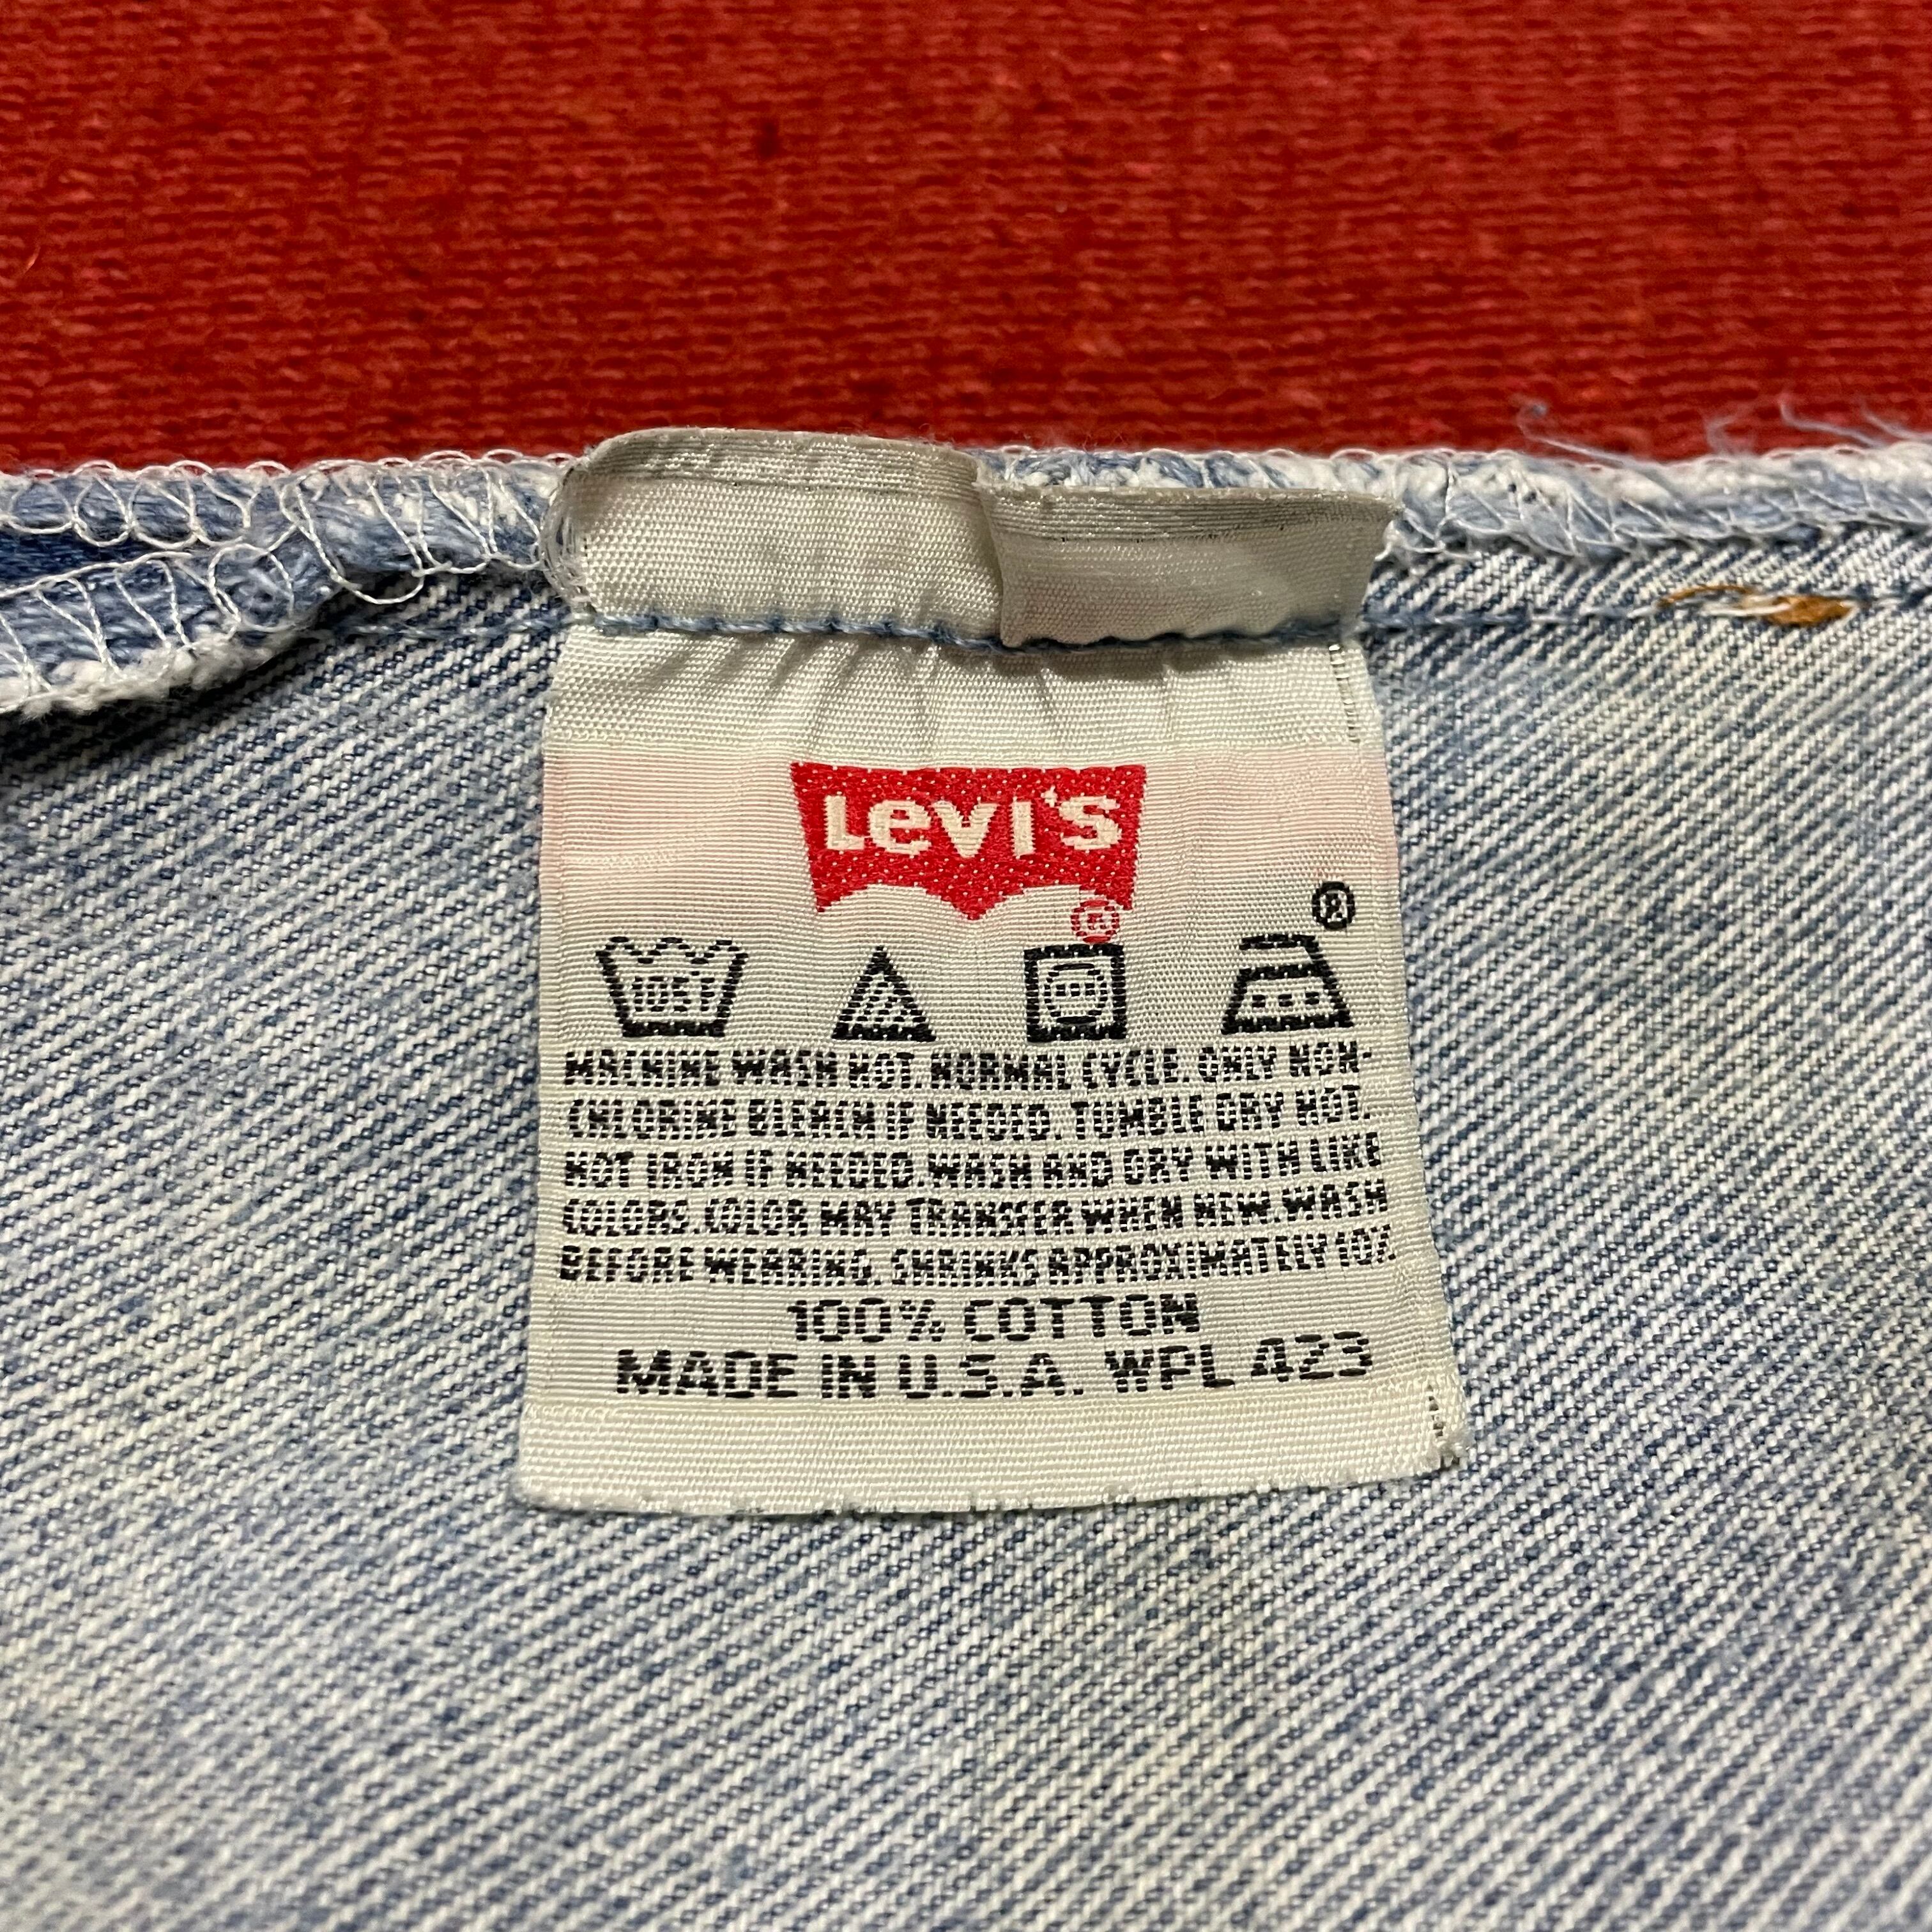 LEVI'S
®
®
105F
MACHINE WASH HOT. NORMAL CYCLE. ONLY NON-
CHLORINE BLEACH IF NEEDED. TUMBLE DRY HOT.
HOT IRON IF NEEDED. WASH AND DRY WITH LIKE
COLORS. COLOR MAY TRANSFER WHEN NEW. WASH
BEFORE WEARING. SHRINKS APPROXIMATELY 10%
100% COTTON
MADE IN U.S.A. WPL 423